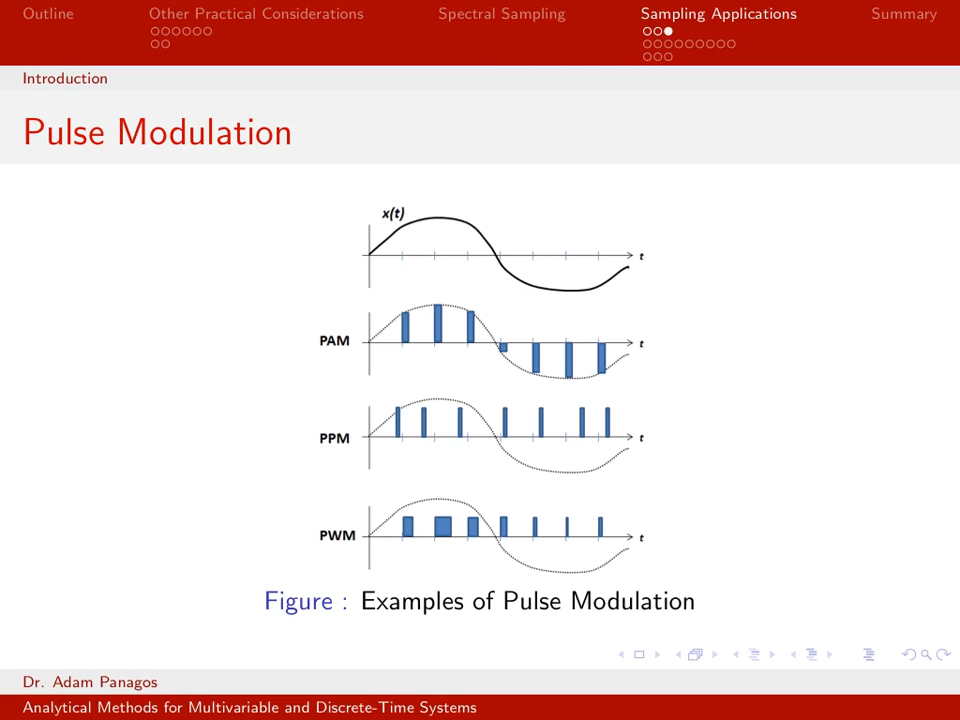 Outline Other Practical Considerations Spectral Sampling Sampling Applications Summary
Introduction
Pulse Modulation
x(t)
t
PAM
t
PPM
t
PWM
t
Figure : Examples of Pulse Modulation
Dr. Adam Panagos
Analytical Methods for Multivariable and Discrete-Time Systems